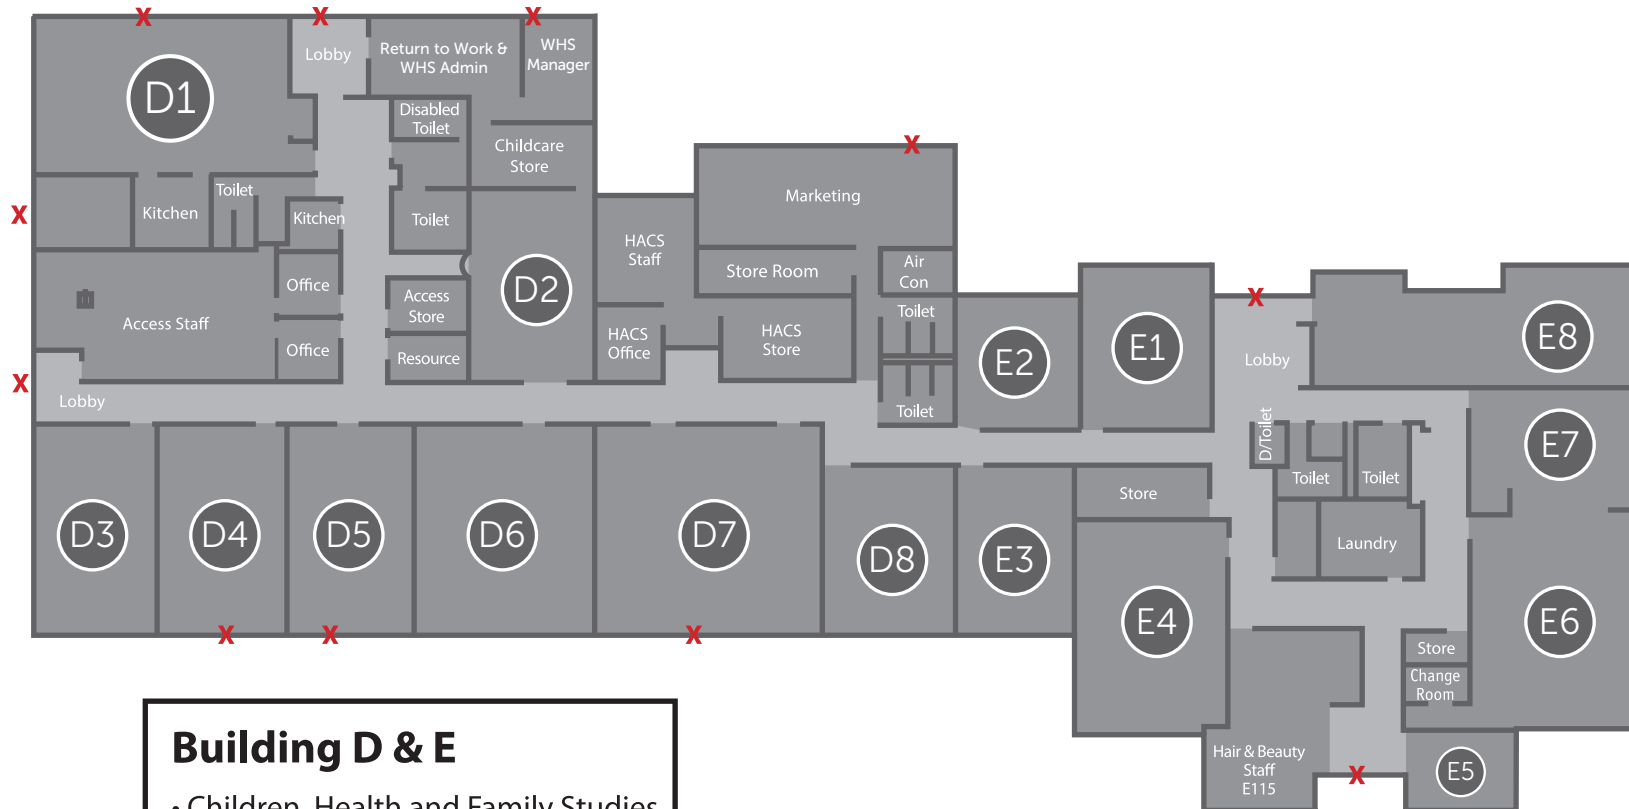 X
X
X
Lobby
Return to Work &
WHS Admin
WHS
Manager
D1
Disabled
Toilet
Childcare
Store
X
Marketing
X
Kitchen
Toilet
Kitchen
Toilet
HACS
Staff
Store Room
Air
Con
Office
D2
Access
Store
Access Staff
Toilet
X
Office
Resource
HACS
Office
HACS
Store
E2
E1
Lobby
E8
X
Lobby
Toilet
D/Toilet
E7
Toilet
Toilet
Store
D3
D4
D5
D6
D7
D8
E3
Laundry
E4
E6
X
X
X
Store
Change
Room
Hair & Beauty
Staff
E115
X
E5
Building D & E
• Children, Health and Family Studies